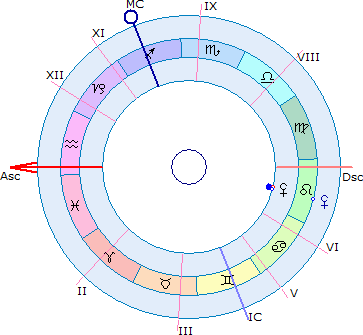 MC
IX
XI
VIII
XII
♐
♏
♑
♎
♒
♍
Asc
Dsc
♓
♀
♌
♀
♈
♋
VI
♉
♊
II
V
III
IC